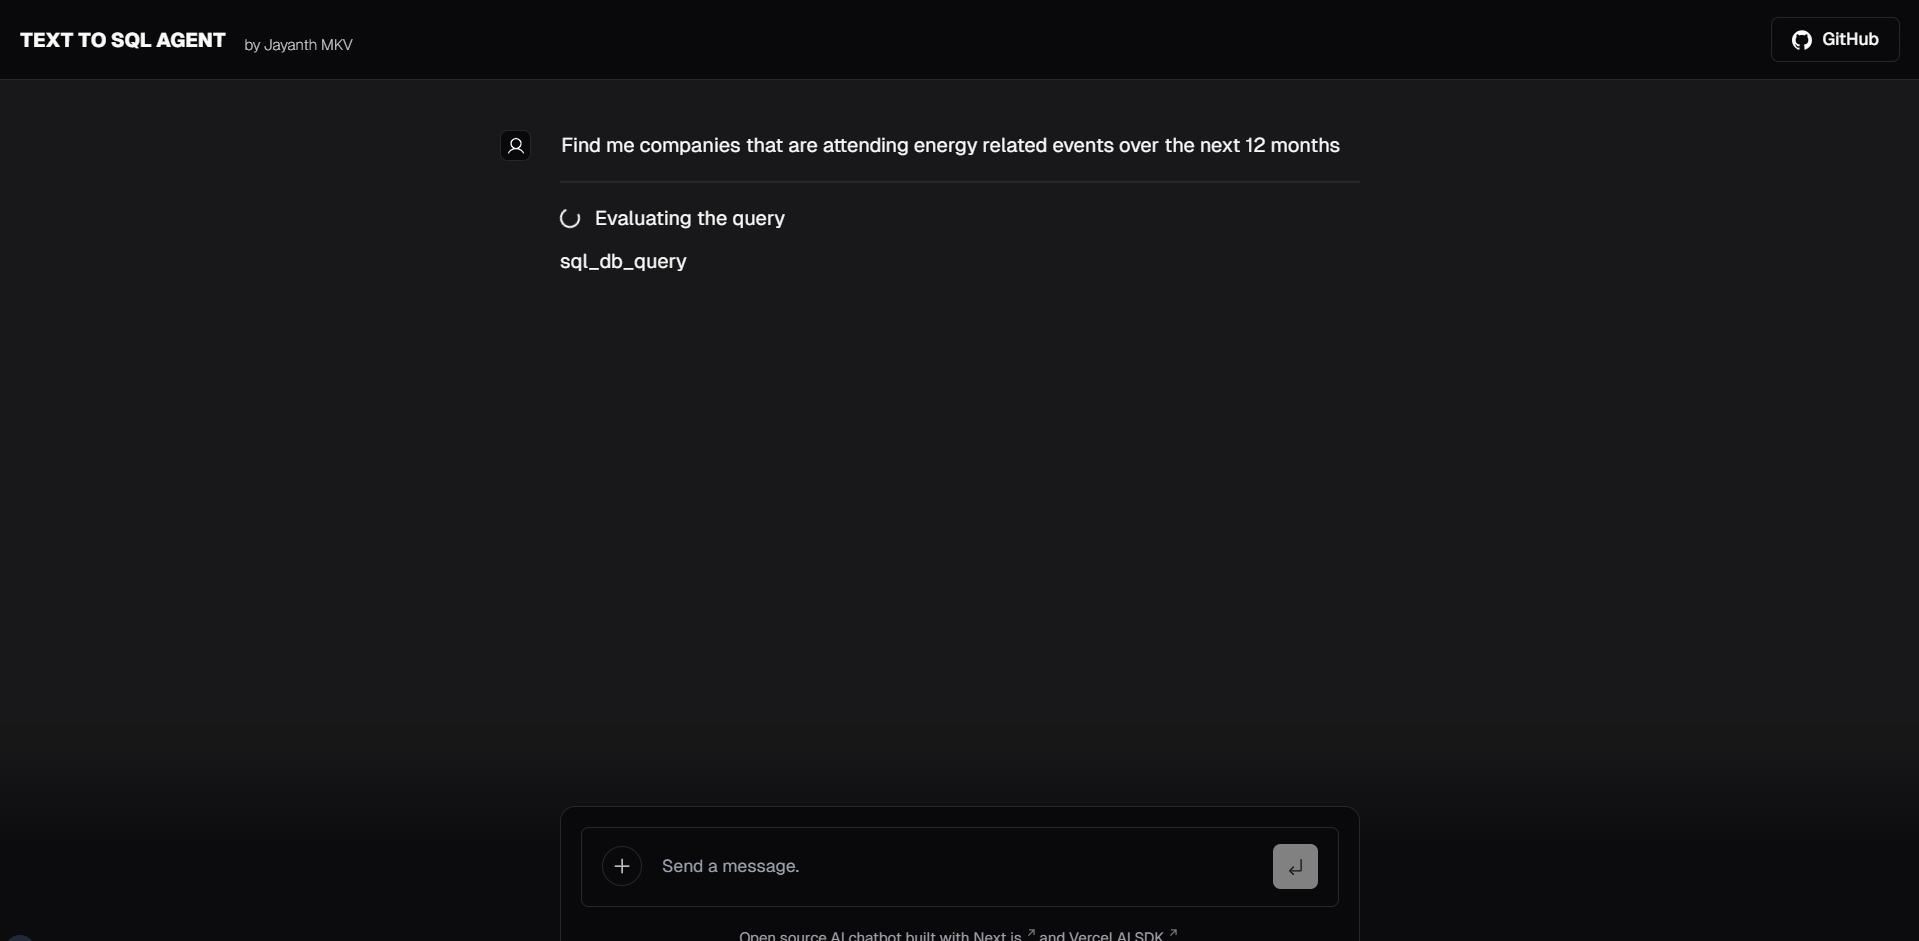 TEXT TO SQL AGENT by Jayanth MKV
GitHub
Find me companies that are attending energy related events over the next 12 months
Evaluating the query
sql_db_query
Send a message.
Open source AI chatbot built with Next.js and Vercel AI SDK